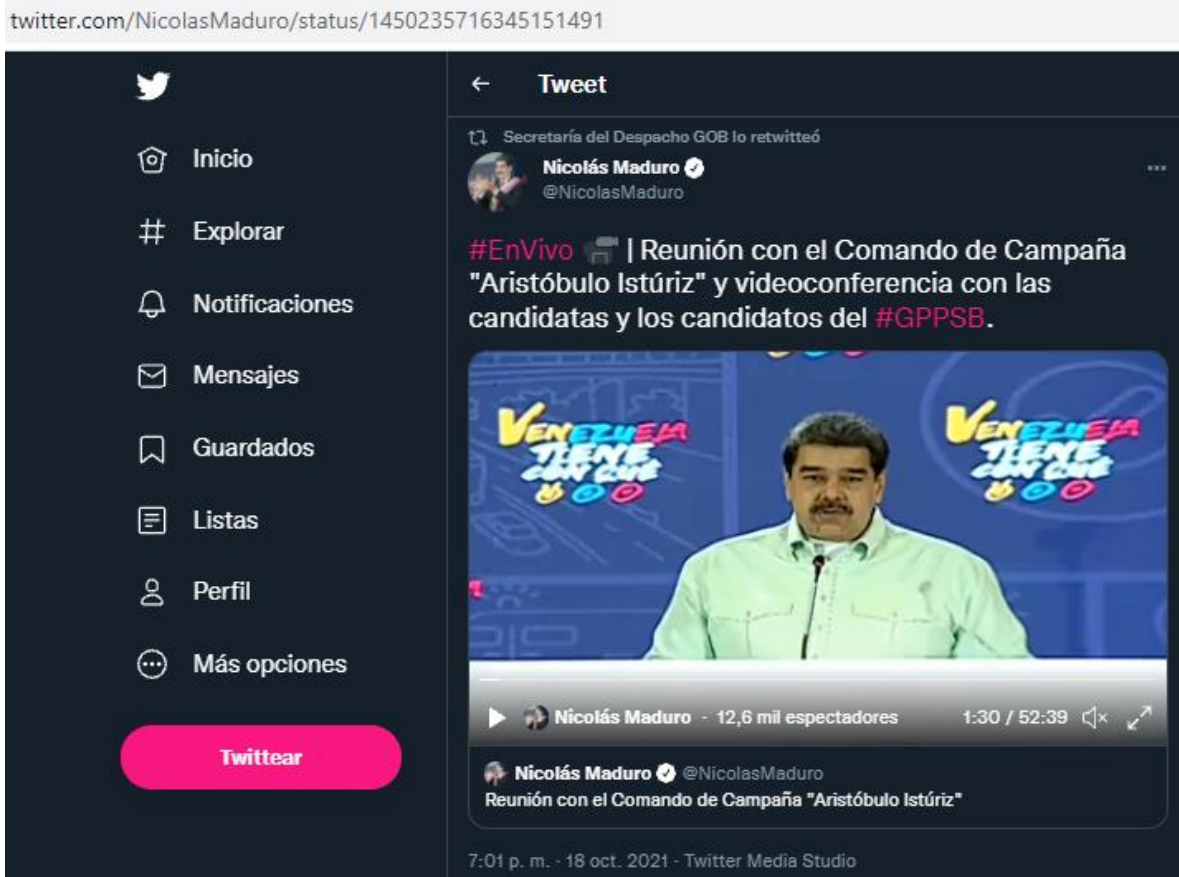 twitter.com/NicolasMaduro/status/1450235716345151491
Tweet
Secretaría del Despacho GOB lo retwitteó
Nicolás Maduro
@NicolasMaduro
#EnVivo | Reunión con el Comando de Campaña
"Aristóbulo Istúriz" y videoconferencia con las
candidatas y los candidatos del #GPPSB.
VENEZUELA
TIENE
CON QUÉ
VENEZUELA
TIENE
CON QUÉ
Nicolás Maduro - 12,6 mil espectadores
1:30 / 52:39
Nicolás Maduro @NicolasMaduro
Reunión con el Comando de Campaña "Aristóbulo Istúriz"
7:01 p. m. · 18 oct. 2021 · Twitter Media Studio
Inicio
Explorar
Notificaciones
Mensajes
Guardados
Listas
Perfil
Más opciones
Twittear